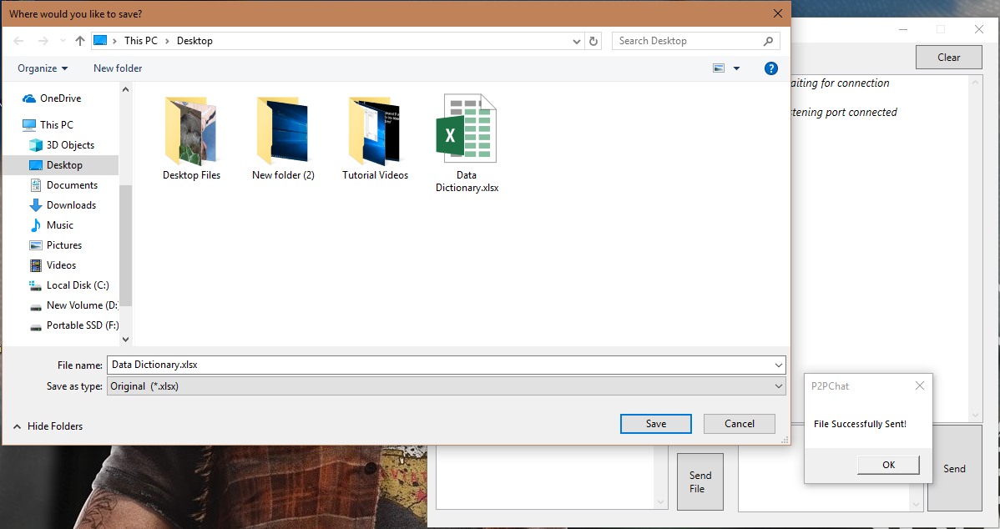 Where would you like to save?
This PC > Desktop
Search Desktop
Organize
New folder
OneDrive
This PC
3D Objects
Desktop
Documents
Downloads
Music
Pictures
Videos
Local Disk (C:)
New Volume (D:
Portable SSD (F:)
Desktop Files
New folder (2)
Tutorial Videos
Data
Dictionary.xlsx
File name: Data Dictionary.xlsx
Save as type: Original (*.xlsx)
Hide Folders
Save
Cancel
Clear
aiting for connection
stening port connected
P2PChat
File Successfully Sent!
OK
Send
File
Send